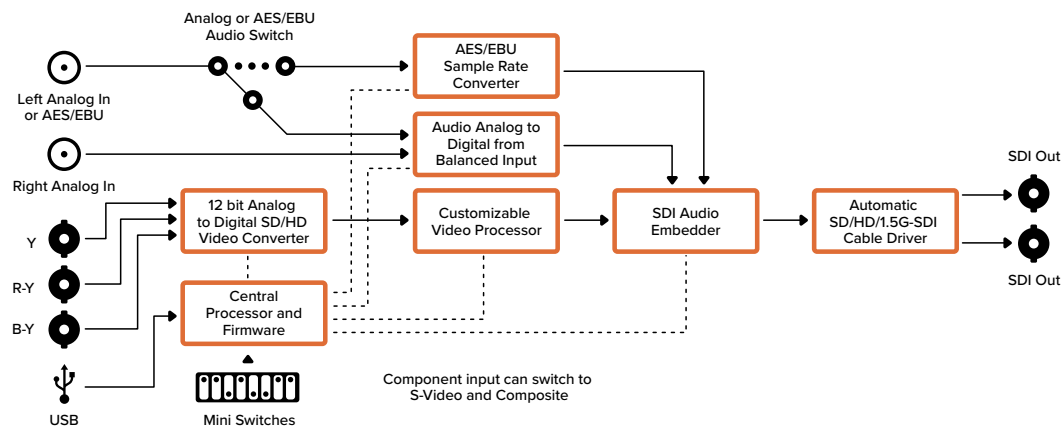 Analog or AES/EBU
Audio Switch
Left Analog In
or AES/EBU
Right Analog In
AES/EBU
Sample Rate
Converter
Audio Analog to
Digital from
Balanced Input
Y
R-Y
B-Y
USB
12 bit Analog
to Digital SD/HD
Video Converter
Customizable
Video Processor
SDI Audio
Embedder
Automatic
SD/HD/1.5G-SDI
Cable Driver
SDI Out
SDI Out
Central
Processor and
Firmware
Mini Switches
Component input can switch to
S-Video and Composite